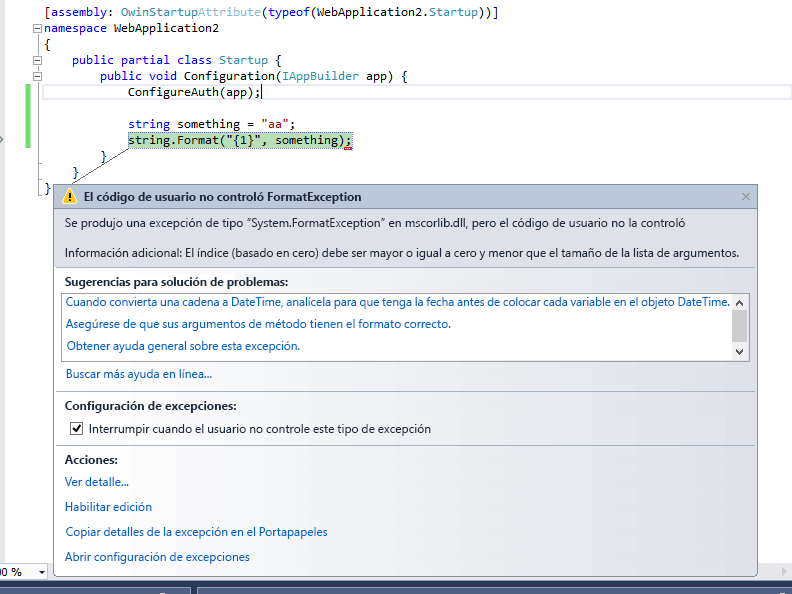 [assembly: OwinStartupAttribute(typeof(WebApplication2.Startup))]
namespace WebApplication2
{
public partial class Startup {
public void Configuration(IAppBuilder app) {
ConfigureAuth(app);
string something = "aa";
string.Format("{1}", something);
}
}
}
El código de usuario no controló FormatException
Se produjo una excepción de tipo "System.FormatException" en mscorlib.dll, pero el código de usuario no la controló
Información adicional: El índice (basado en cero) debe ser mayor o igual a cero y menor que el tamaño de la lista de argumentos.
Sugerencias para solución de problemas:
Cuando convierta una cadena a DateTime, analícela para que tenga la fecha antes de colocar cada variable en el objeto DateTime.
Asegúrese de que sus argumentos de método tienen el formato correcto.
Obtener ayuda general sobre esta excepción.
Buscar más ayuda en línea...
Configuración de excepciones:
Interrumpir cuando el usuario no controle este tipo de excepción
Acciones:
Ver detalle...
Habilitar edición
Copiar detalles de la excepción en el Portapapeles
Abrir configuración de excepciones
0 %